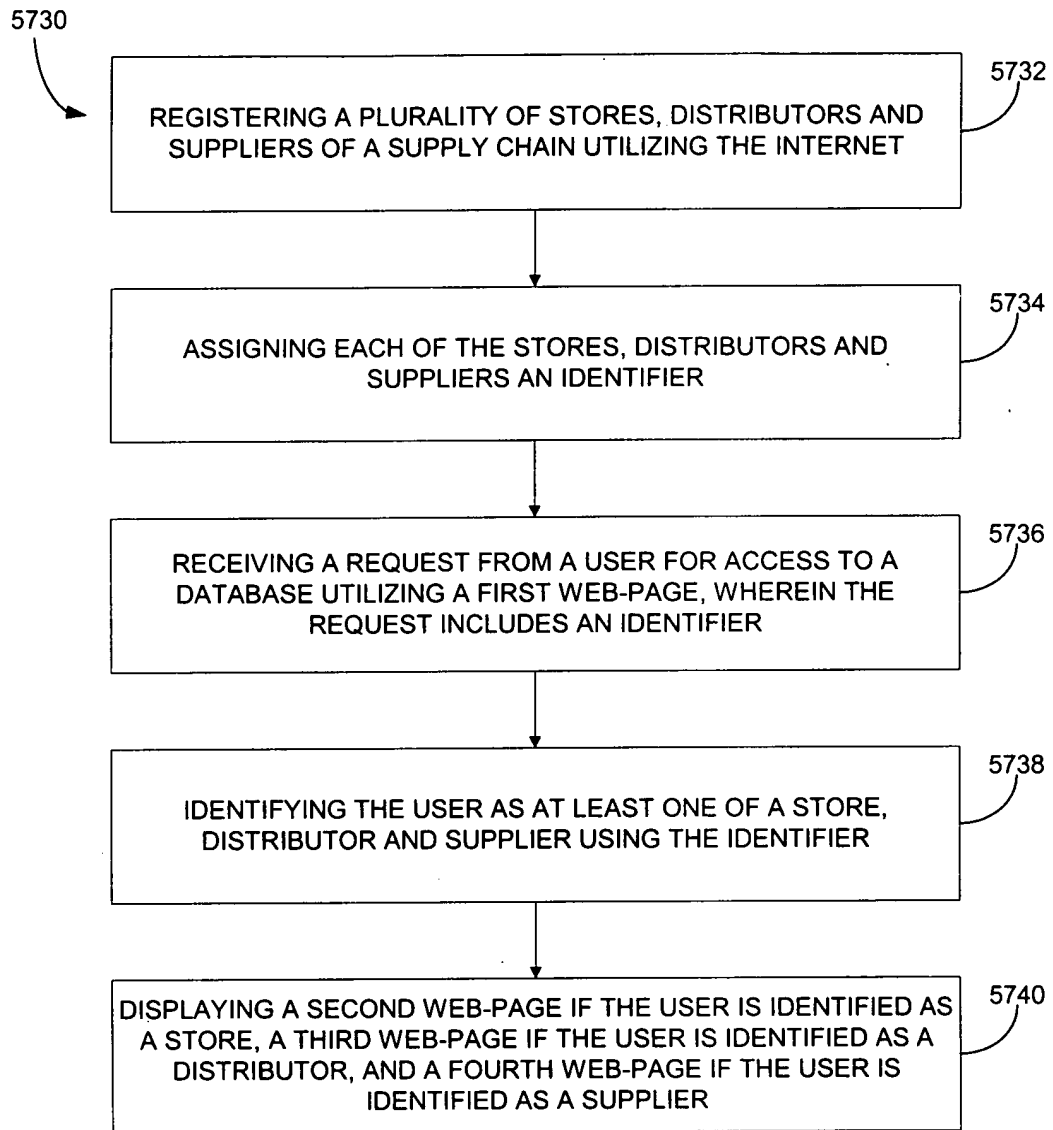 5730
5732
REGISTERING A PLURALITY OF STORES, DISTRIBUTORS AND
SUPPLIERS OF A SUPPLY CHAIN UTILIZING THE INTERNET
5734
ASSIGNING EACH OF THE STORES, DISTRIBUTORS AND
SUPPLIERS AN IDENTIFIER
5736
RECEIVING A REQUEST FROM A USER FOR ACCESS TO A
DATABASE UTILIZING A FIRST WEB-PAGE, WHEREIN THE
REQUEST INCLUDES AN IDENTIFIER
5738
IDENTIFYING THE USER AS AT LEAST ONE OF A STORE,
DISTRIBUTOR AND SUPPLIER USING THE IDENTIFIER
5740
DISPLAYING A SECOND WEB-PAGE IF THE USER IS IDENTIFIED AS
A STORE, A THIRD WEB-PAGE IF THE USER IS IDENTIFIED AS A
DISTRIBUTOR, AND A FOURTH WEB-PAGE IF THE USER IS
IDENTIFIED AS A SUPPLIER